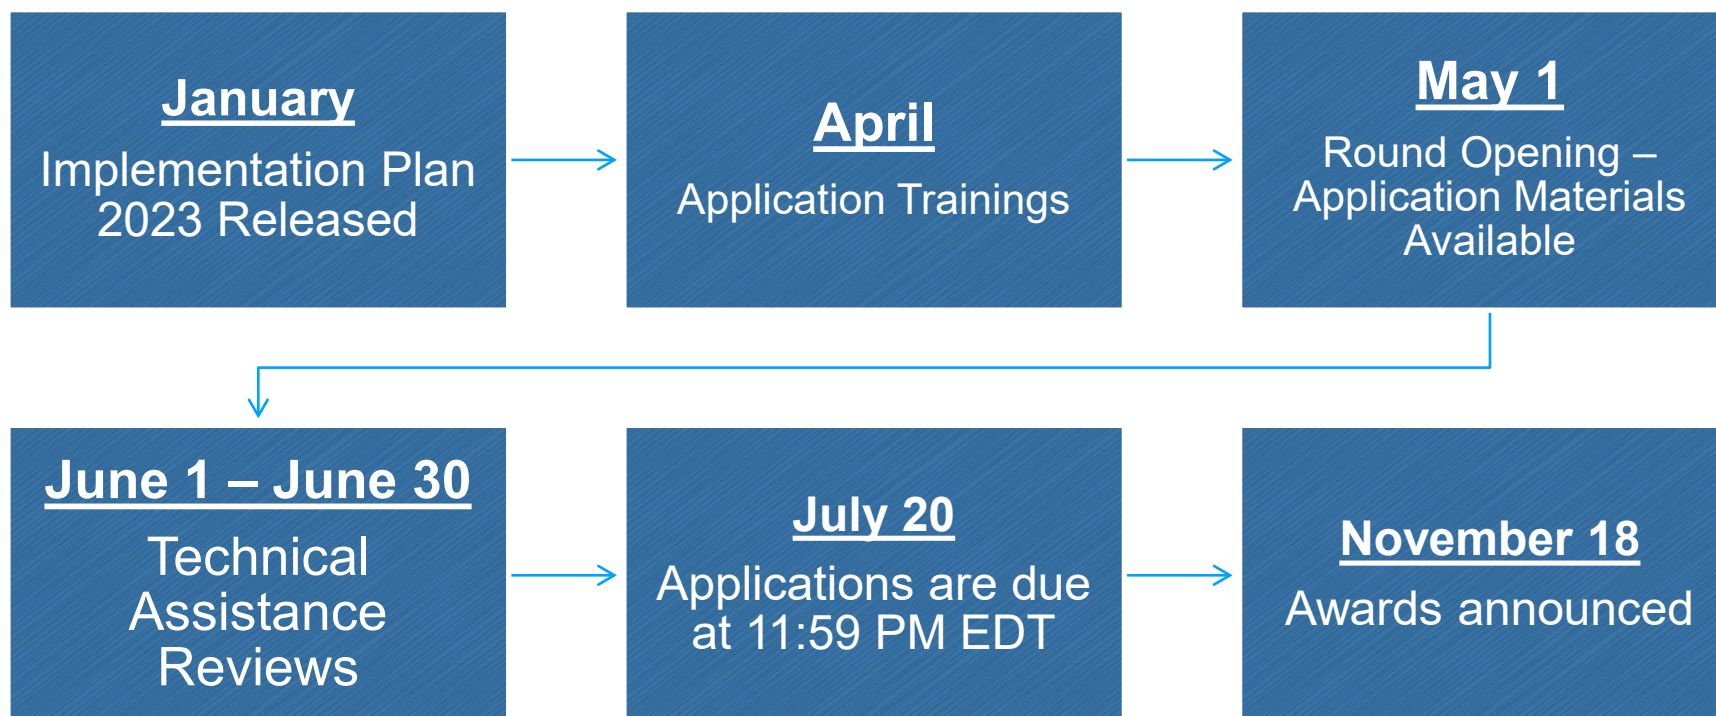 January
Implementation Plan
2023 Released
April
Application Trainings
May 1
Round Opening –
Application Materials
Available
June 1 – June 30
Technical
Assistance
Reviews
July 20
Applications are due
at 11:59 PM EDT
November 18
Awards announced